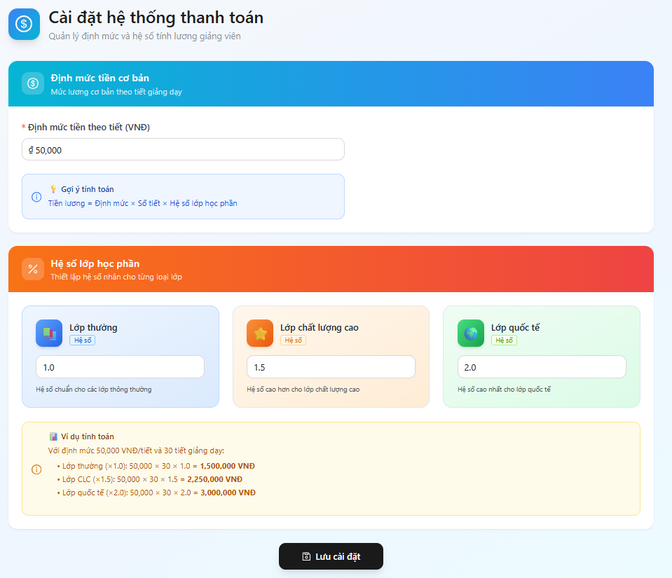 Cài đặt hệ thống thanh toán
Quản lý định mức và hệ số tính lương giảng viên
Định mức tiền cơ bản
Mức lương cơ bản theo tiết giảng dạy
* Định mức tiền theo tiết (VNĐ)
₫ 50,000
💡 Gợi ý tính toán
Tiền lương = Định mức × Số tiết × Hệ số lớp học phần
Hệ số lớp học phần
Thiết lập hệ số nhân cho từng loại lớp
Lớp thường
Hệ số
1.0
Hệ số chuẩn cho các lớp thông thường
Lớp chất lượng cao
Hệ số
1.5
Hệ số cao hơn cho lớp chất lượng cao
Lớp quốc tế
Hệ số
2.0
Hệ số cao nhất cho lớp quốc tế
📊 Ví dụ tính toán
Với định mức 50,000 VNĐ/tiết và 30 tiết giảng dạy:
• Lớp thường (×1.0): 50,000 × 30 × 1.0 = 1,500,000 VNĐ
• Lớp CLC (×1.5): 50,000 × 30 × 1.5 = 2,250,000 VNĐ
• Lớp quốc tế (×2.0): 50,000 × 30 × 2.0 = 3,000,000 VNĐ
Lưu cài đặt